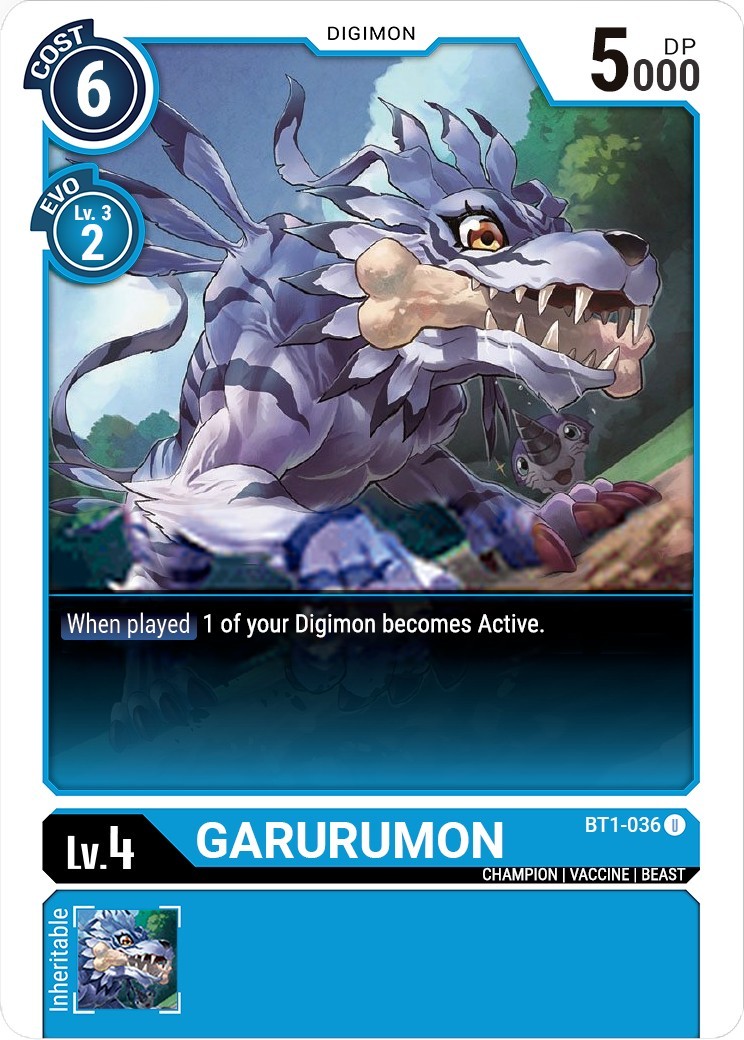 DIGIMON
COST
6
DP
5000
EVO
Lv. 3
2
When played 1 of your Digimon becomes Active.
BT1-036 U
Lv.4
GARURUMON
CHAMPION | VACCINE | BEAST
Inheritable